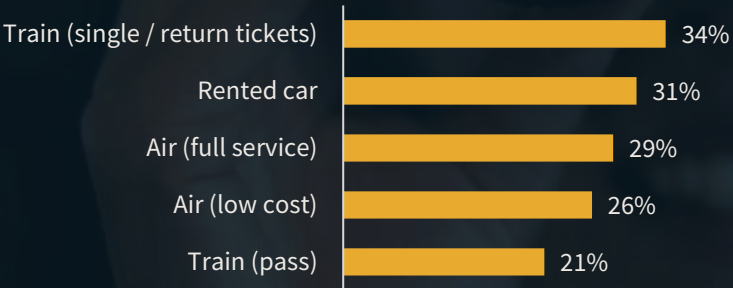 Train (single / return tickets) 34%
Rented car 31%
Air (full service) 29%
Air (low cost) 26%
Train (pass) 21%